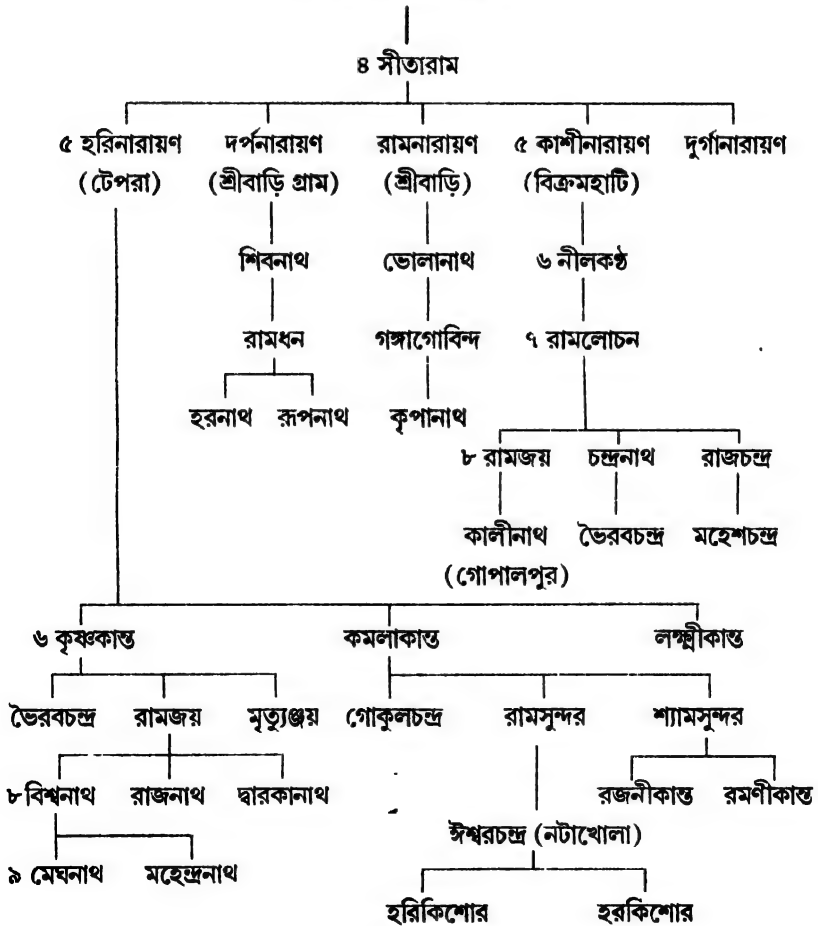 ৪ সীতারাম
৫ হরিনারায়ণ দর্পনারায়ণ রামনারায়ণ ৫ কাশীনারায়ণ দুর্গানারায়ণ
(টেপরা) (শ্রীবাড়ি গ্রাম) (শ্রীবাড়ি) (বিক্রমহাটি)
শিবনাথ ভোলানাথ ৬ নীলকণ্ঠ
রামধন গঙ্গাগোবিন্দ ৭ রামলোচন
হরনাথ রূপনাথ কৃপানাথ
৮ রামজয় চন্দ্রনাথ রাজচন্দ্র
কালীনাথ ভৈরবচন্দ্র মহেশচন্দ্র
(গোপালপুর)
৬ কৃষ্ণকান্ত কমলাকান্ত লক্ষ্মীকান্ত
ভৈরবচন্দ্র রামজয় মৃত্যুঞ্জয় গোকুলচন্দ্র রামসুন্দর শ্যামসুন্দর
৮ বিশ্বনাথ রাজনাথ দ্বারকানাথ রজনীকান্ত রমণীকান্ত
ঈশ্বরচন্দ্র (নটাখোলা)
৯ মেঘনাথ মহেন্দ্রনাথ
হরিকিশোর হরকিশোর